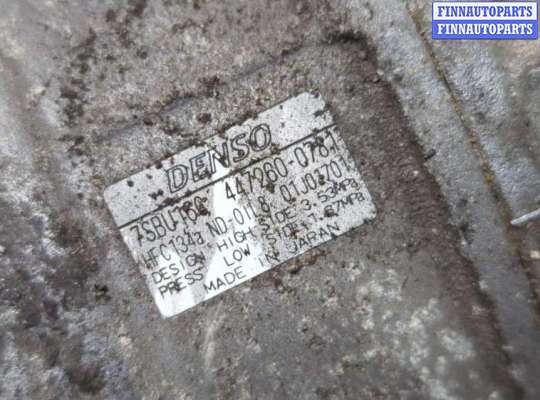 FINNAUTOPARTS
FINNAUTOPARTS
DENSO
7SBU16C 447260-0781
HFC134a ND-OIL8 01J01701
DESIGN HIGH SIDE 3.53MPa
PRESS LOW SIDE 1.67MPa
MADE IN JAPAN